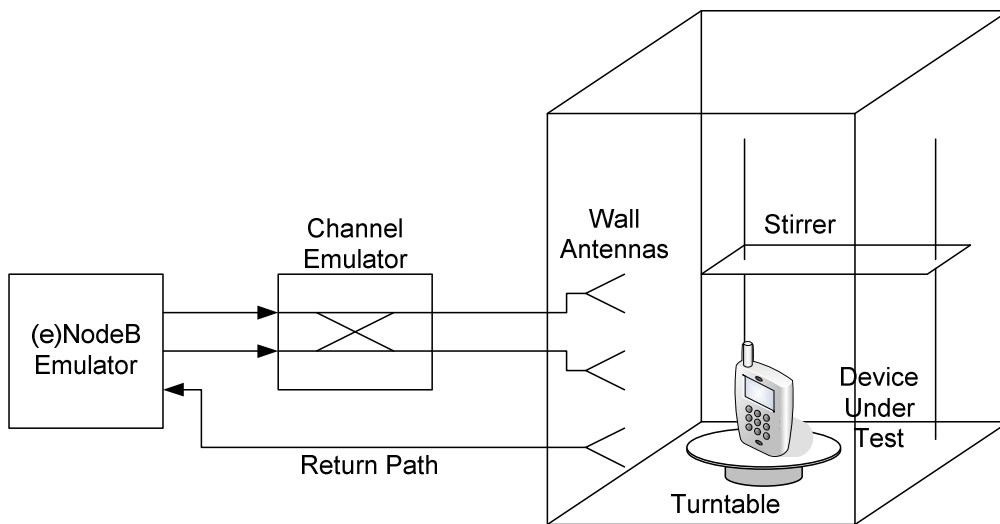 Channel
Emulator
Wall
Antennas
Stirrer
(e)NodeB
Emulator
Device
Under
Test
Return Path
Turntable